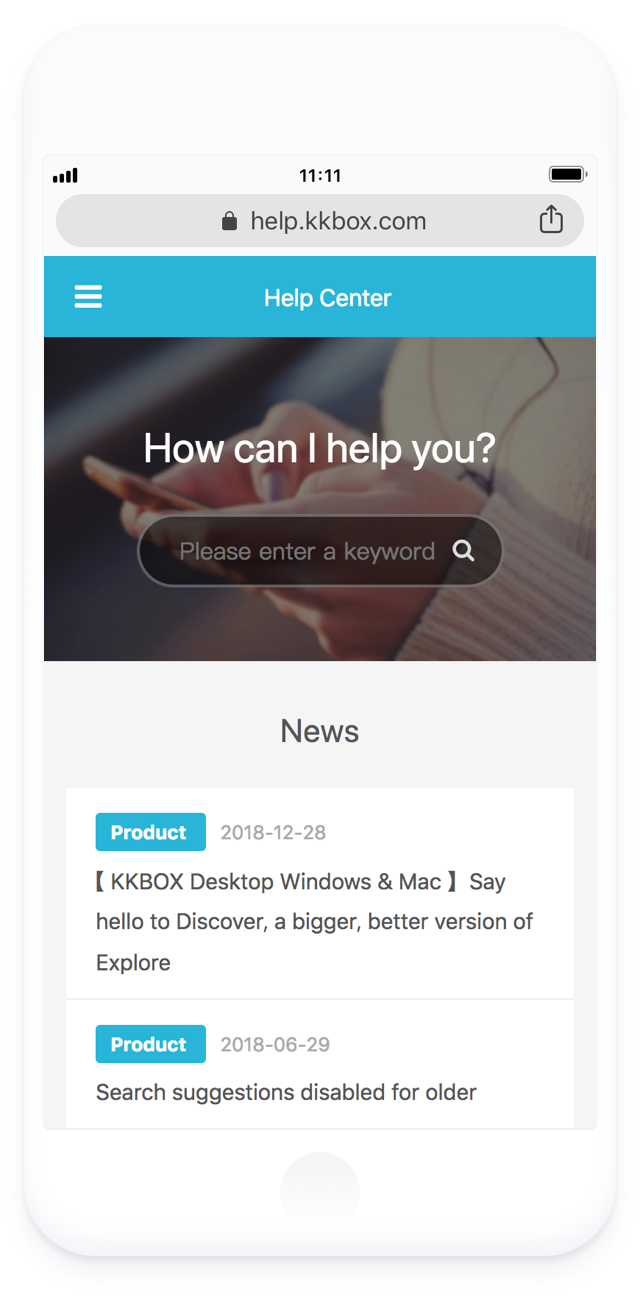 11:11
help.kkbox.com
Help Center
How can I help you?
Please enter a keyword
News
Product 2018-12-28
【 KKBOX Desktop Windows & Mac 】 Say
hello to Discover, a bigger, better version of
Explore
Product 2018-06-29
Search suggestions disabled for older